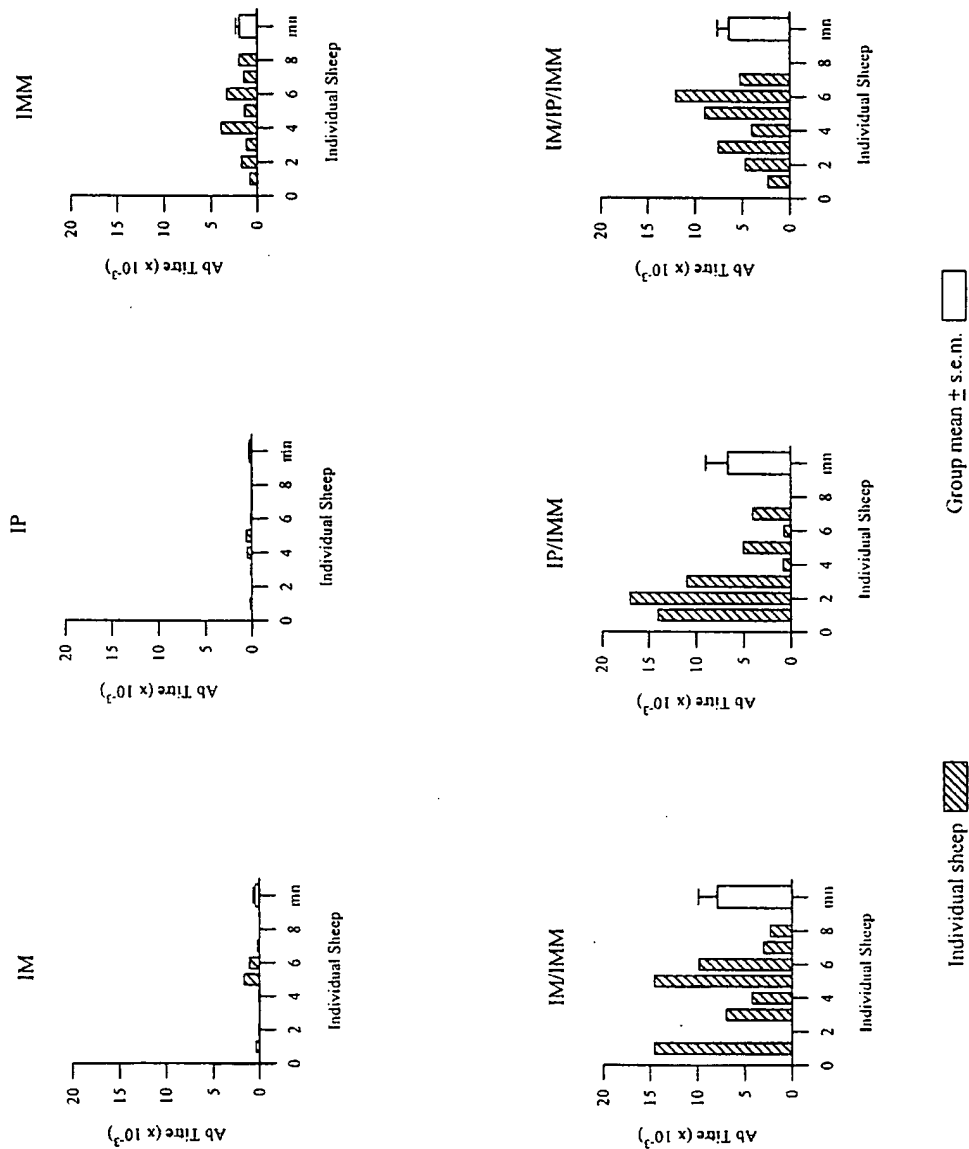 IM
20
15
10
5
0
Ab Titre (x 10⁻³)
0 2 4 6 8 mn
Individual Sheep
IP
20
15
10
5
0
Ab Titre (x 10⁻³)
0 2 4 6 8 mn
Individual Sheep
IMM
20
15
10
5
0
Ab Titre (x 10⁻³)
0 2 4 6 8 mn
Individual Sheep
IM/IMM
20
15
10
5
0
Ab Titre (x 10⁻³)
0 2 4 6 8 mn
Individual Sheep
IP/IMM
20
15
10
5
0
Ab Titre (x 10⁻³)
0 2 4 6 8 mn
Individual Sheep
IM/IP/IMM
20
15
10
5
0
Ab Titre (x 10⁻³)
0 2 4 6 8 mn
Individual Sheep
Individual sheep
Group mean ± s.e.m.